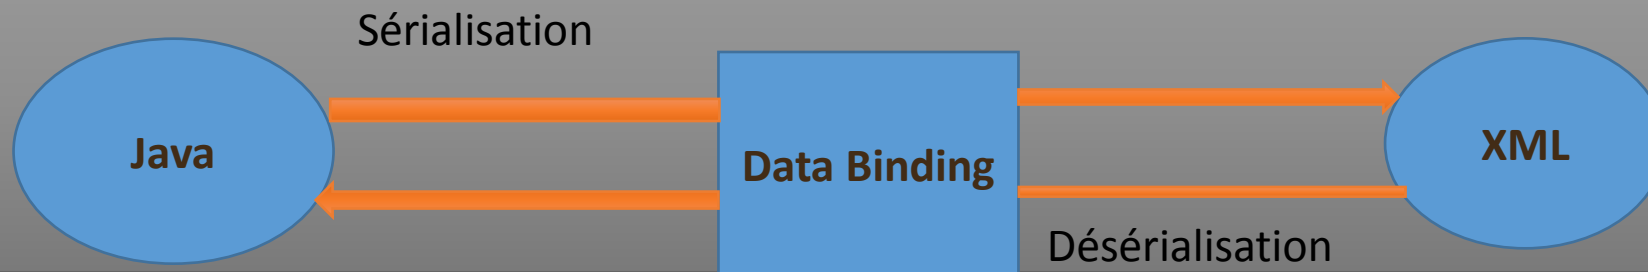 Sérialisation
Java
Data Binding
XML
Désérialisation